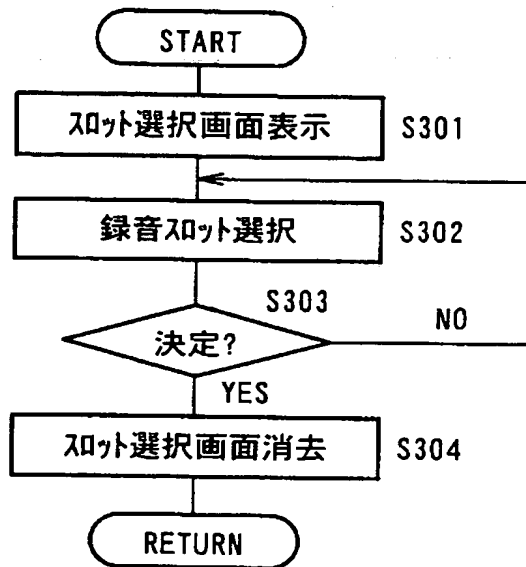 START
スロット選択画面表示 S301
録音スロット選択 S302
S303
決定? NO
YES
スロット選択画面消去 S304
RETURN